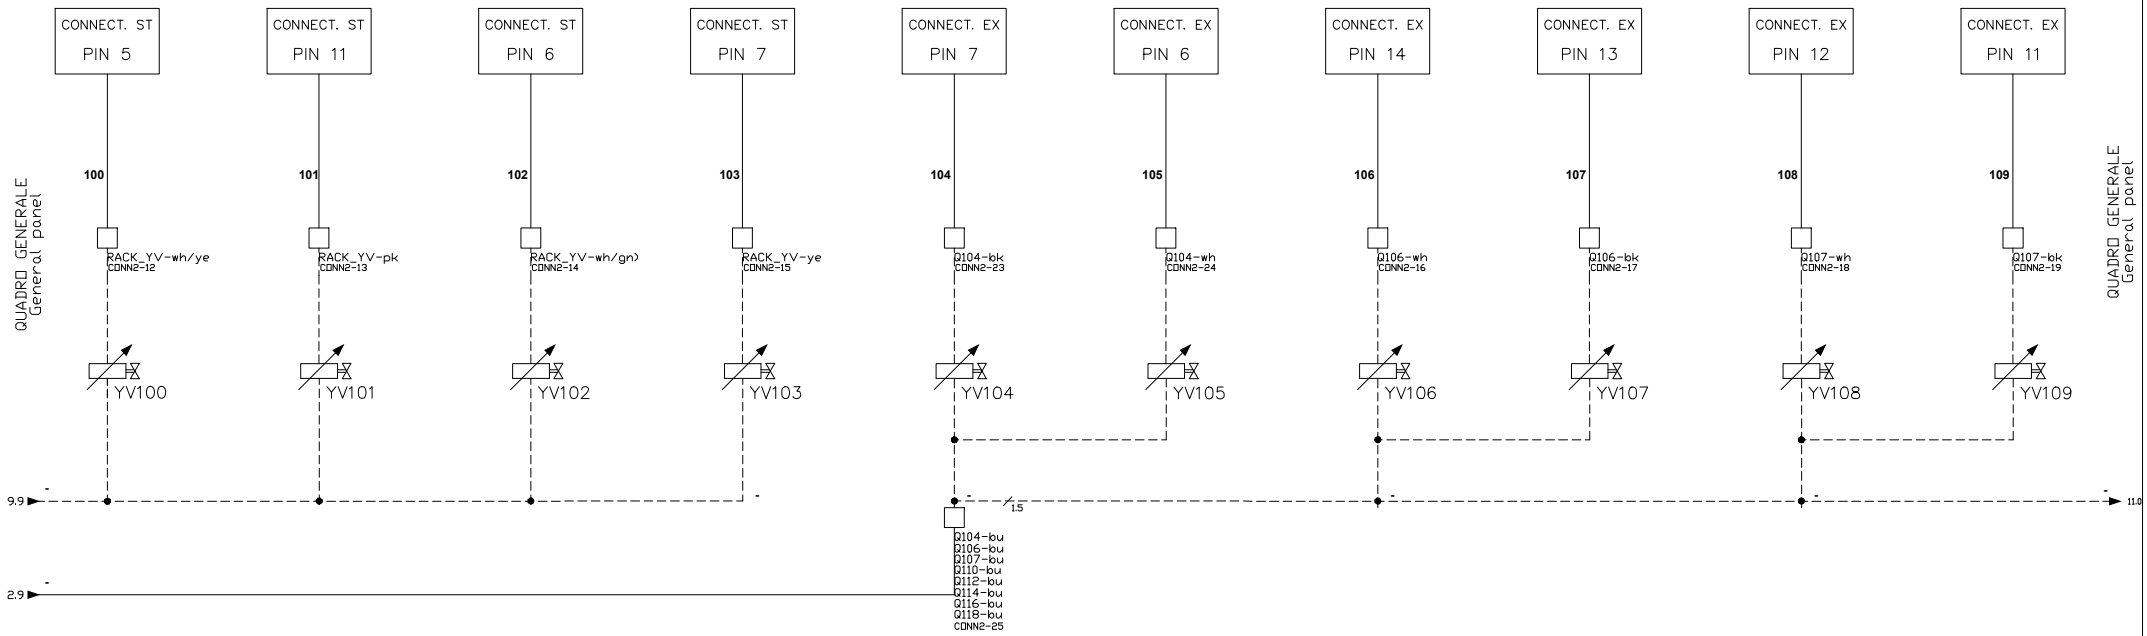 CONNECT. ST
PIN 5
CONNECT. ST
PIN 11
CONNECT. ST
PIN 6
CONNECT. ST
PIN 7
CONNECT. EX
PIN 7
CONNECT. EX
PIN 6
CONNECT. EX
PIN 14
CONNECT. EX
PIN 13
CONNECT. EX
PIN 12
CONNECT. EX
PIN 11
QUADRO GENERALE
General panel
100
101
102
103
104
105
106
107
108
109
QUADRO GENERALE
General panel
RACK_YV-wh/ye
CONN2-12
RACK_YV-pk
CONN2-13
RACK_YV-wh/gn)
CONN2-14
RACK_YV-ye
CONN2-15
Q104-bk
CONN2-23
Q104-wh
CONN2-24
Q106-wh
CONN2-16
Q106-bk
CONN2-17
Q107-wh
CONN2-18
Q107-bk
CONN2-19
YV100
YV101
YV102
YV103
YV104
YV105
YV106
YV107
YV108
YV109
9.9
-
-
-
1.5
-
-
-
11.0
Q104-bu
Q106-bu
Q107-bu
Q110-bu
Q112-bu
Q114-bu
Q116-bu
Q118-bu
CONN2-25
2.9
-